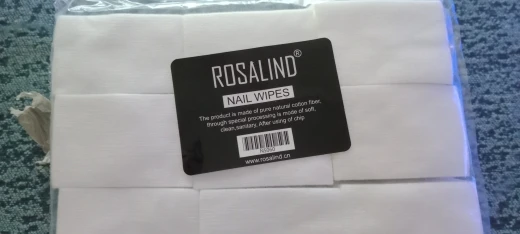 ROSALIND®
NAIL WIPES
The product is made of pure natural cotton fiber,
through special processing is mode of soft,
clean,sanitary. After using of chip
www.rosalind.cn